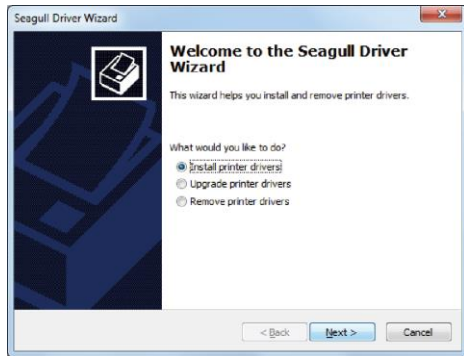 Seagull Driver Wizard
Welcome to the Seagull Driver
Wizard
This wizard helps you install and remove printer drivers.
What would you like to do?
Install printer drivers
Upgrade printer drivers
Remove printer drivers
< Back
Next >
Cancel